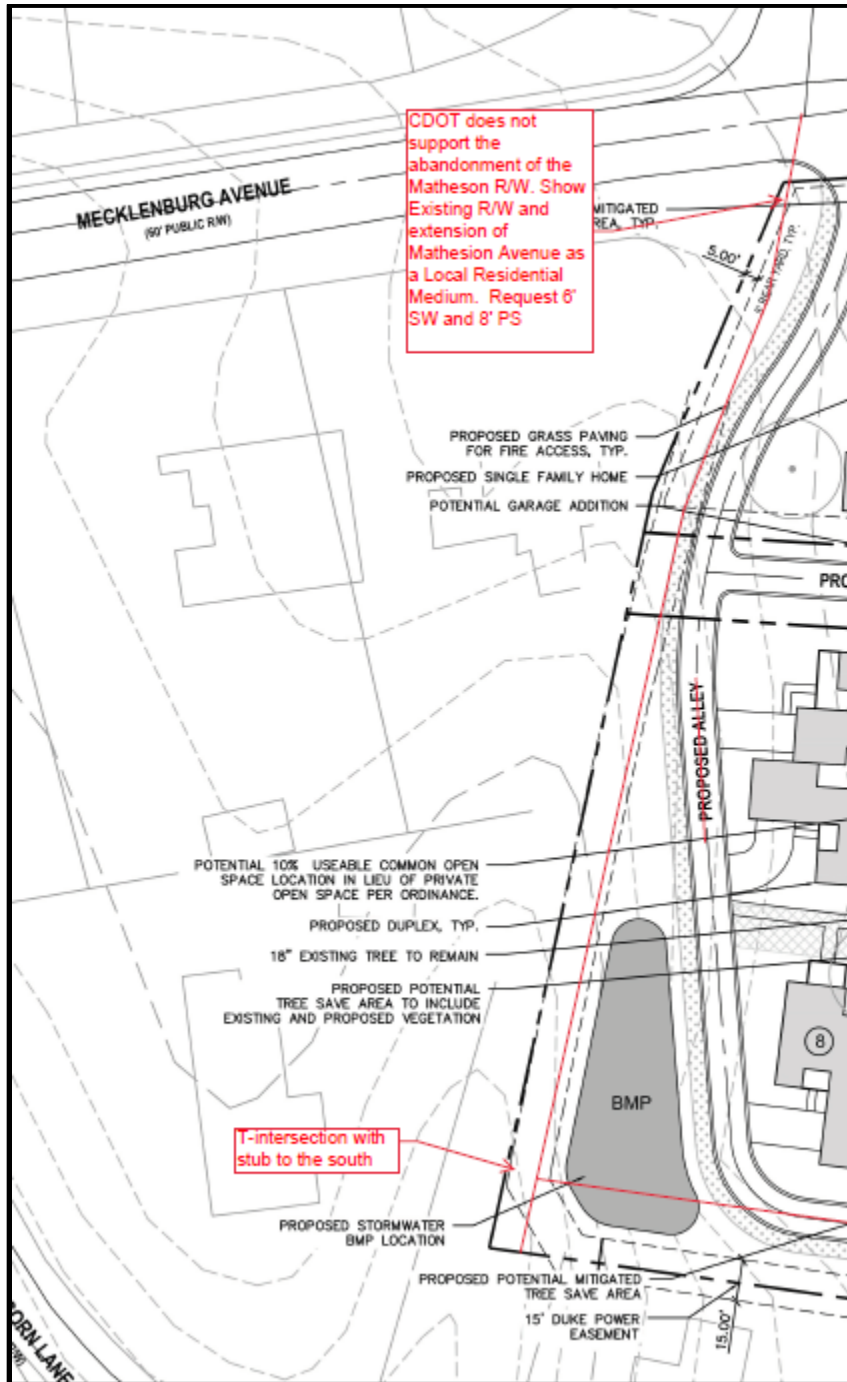 CDOT does not
support the
abandonment of the
Matheson R/W. Show
Existing R/W and
extension of
Mathesion Avenue as
a Local Residential
Medium. Request 6'
SW and 8' PS
MECKLENBURG AVENUE
(60' PUBLIC R/W)
MITIGATED
REA, TYP.
5.00'
8' REAR YARD, TYP.
PROPOSED GRASS PAVING
FOR FIRE ACCESS, TYP.
PROPOSED SINGLE FAMILY HOME
POTENTIAL GARAGE ADDITION
PRO
PROPOSED ALLEY
POTENTIAL 10% USEABLE COMMON OPEN
SPACE LOCATION IN LIEU OF PRIVATE
OPEN SPACE PER ORDINANCE.
PROPOSED DUPLEX, TYP.
18" EXISTING TREE TO REMAIN
PROPOSED POTENTIAL
TREE SAVE AREA TO INCLUDE
EXISTING AND PROPOSED VEGETATION
8
BMP
T-intersection with
stub to the south
PROPOSED STORMWATER
BMP LOCATION
PROPOSED POTENTIAL MITIGATED
TREE SAVE AREA
15' DUKE POWER
EASEMENT
15.00'
ORN LANE
R/W)